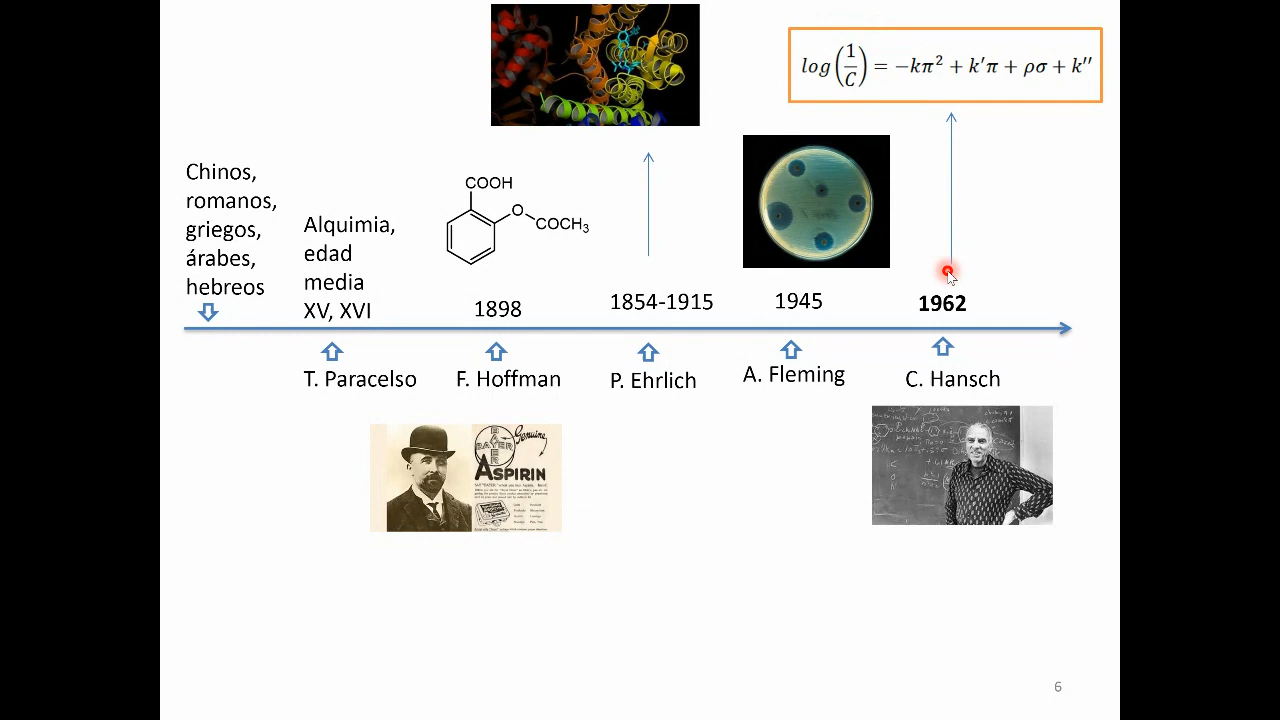 log(1/C) = −kπ² + k′π + ρσ + k′′
Chinos,
romanos,
griegos,
árabes,
hebreos
Alquimia,
edad
media
XV, XVI
COOH
O
COCH₃
1898
1854-1915
1945
1962
T. Paracelso
F. Hoffman
P. Ehrlich
A. Fleming
C. Hansch
Genuine
BAYER
BAYER
ASPIRIN
6